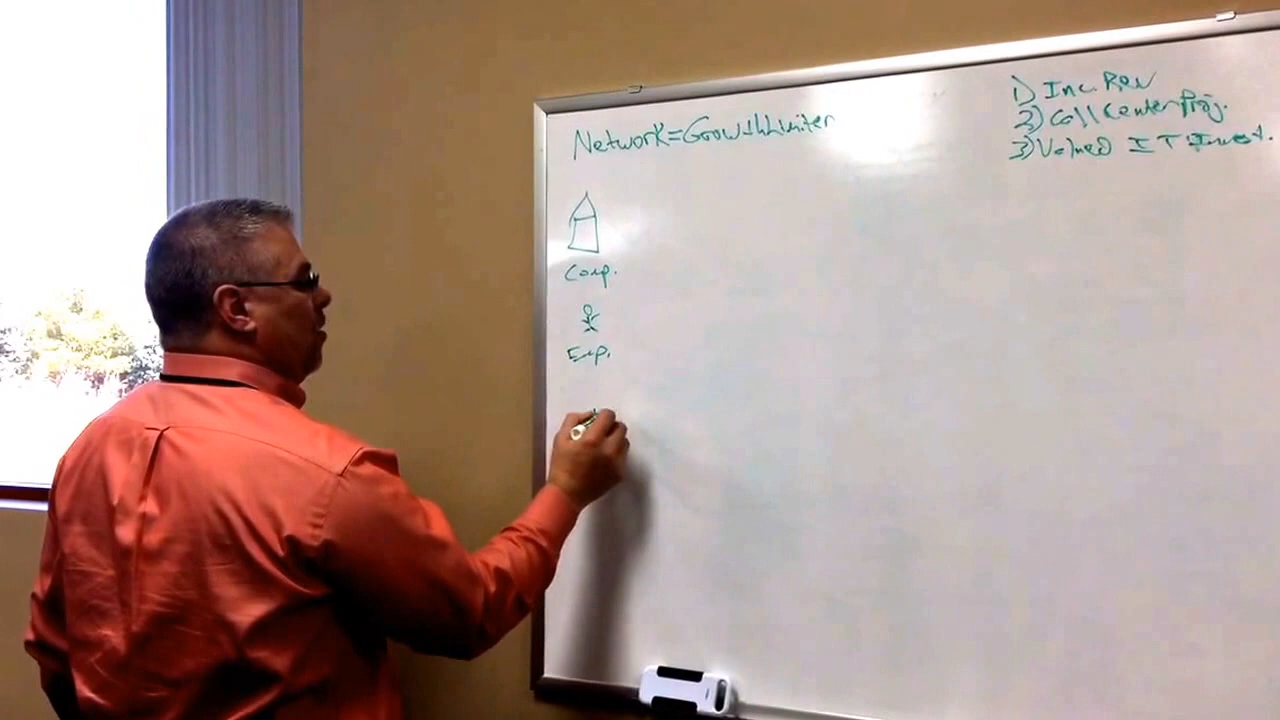 Network=GrowthLimiter
1) Inc. Rev
2) Call Center Proj.
3) Valued IT Invest.
Corp.
Emp.